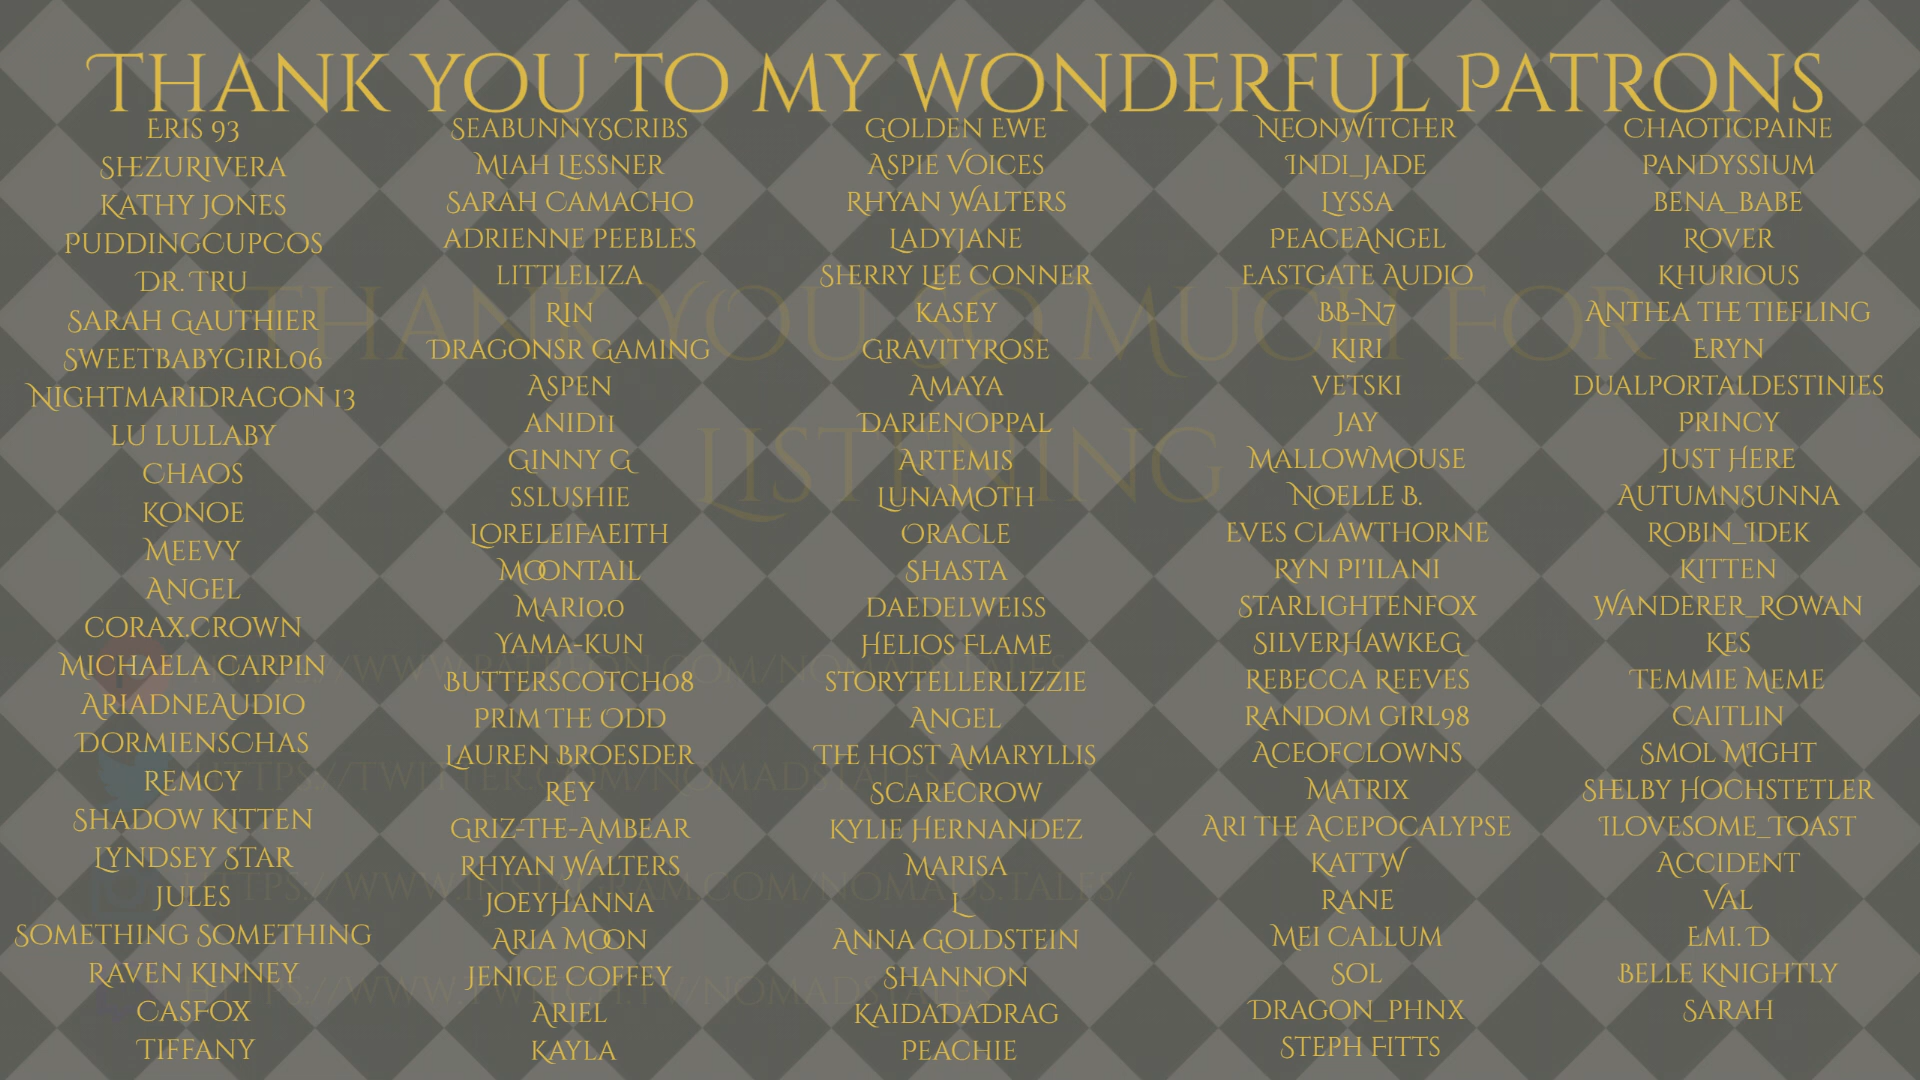 Thank you to my wonderful Patrons
Eris 93
ShezuRivera
Kathy Jones
PuddingCupCos
Dr. Tru
Sarah Gauthier
Sweetbabygirl06
Nightmaridragon 13
Lu Lullaby
Chaos
Konoe
Meevy
Angel
corax.crown
Michaela Carpin
AriadneAudio
DormiensChas
Remcy
Shadow Kitten
Lyndsey Star
Jules
Something Something
Raven Kinney
Casfox
Tiffany
SeabunnyScribs
Miah Lessner
Sarah Camacho
Adrienne Peebles
littleliza
Rin
DragonSR Gaming
Aspen
anid11
Ginny G
sslushie
LoreleiFaeith
Moontail
Mari0.0
Yama-kun
Butterscotch08
Prim The Odd
Lauren Broesder
Rey
Griz-the-Ambear
Rhyan Walters
JoeyHanna
Aria Moon
Jenice Coffey
Ariel
Kayla
Golden Ewe
Aspie Voices
Rhyan Walters
LadyJane
Sherry Lee Conner
Kasey
GravityRose
Amaya
DarienOppal
Artemis
LunaMoth
Oracle
Shasta
daedelweiss
Helios Flame
storytellerlizzie
Angel
The Host Amaryllis
Scarecrow
Kylie Hernandez
Marisa
L
Anna Goldstein
Shannon
KaidaDaDrag
Peachie
NeonWitcher
Indi_Jade
Lyssa
PeaceAngel
Eastgate Audio
BB-N7
Kiri
vetski
Jay
MallowMouse
Noelle B.
Eves Clawthorne
Ryn Pi'ilani
Starlightenfox
SilverHawkeG
Rebecca Reeves
Random girl98
AceofClowns
Matrix
Ari the Acepocalypse
KattW
Rane
Mei Callum
Sol
Dragon_Phnx
Steph Fitts
ChaoticPaine
Pandyssium
bena_babe
Rover
Khurious
Anthea the Tiefling
Eryn
dualportaldestinies
Princy
Just Here
AutumnSunna
Robin_Idek
Kitten
Wanderer_Rowan
Kes
Temmie Meme
Caitlin
Smol Might
Shelby Hochstetler
Ilovesome_toast
Accident
Val
Emi. D
Belle Knightly
Sarah
Thank You So Much For
Listening